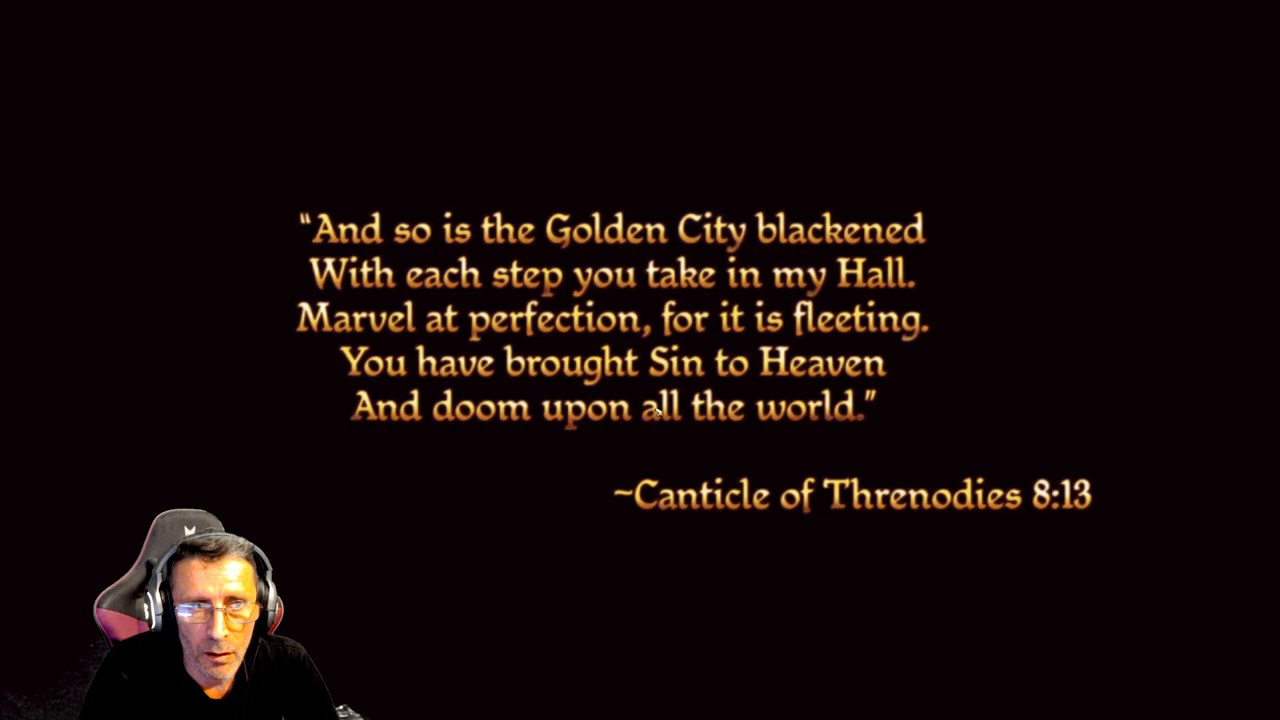 “And so is the Golden City blackened
With each step you take in my Hall.
Marvel at perfection, for it is fleeting.
You have brought Sin to Heaven
And doom upon all the world.”
~Canticle of Threnodies 8:13